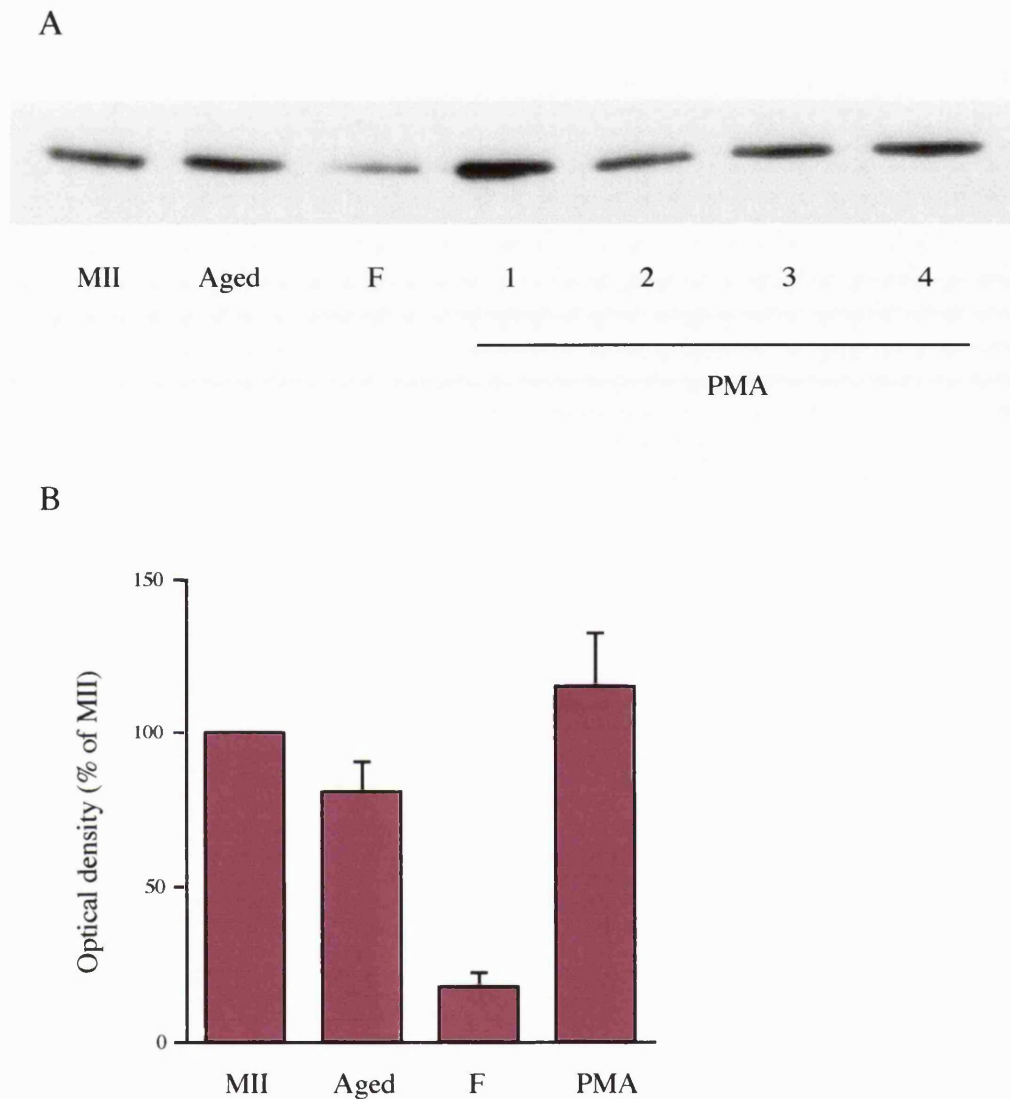 A
MII Aged F 1 2 3 4
PMA
B
150
100
50
0
Optical density (% of MII)
MII Aged F PMA